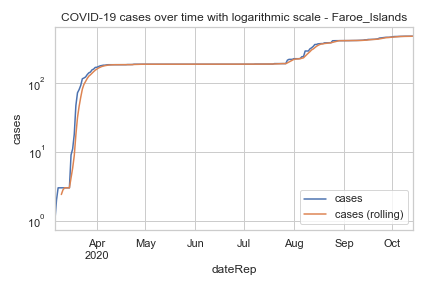 COVID-19 cases over time with logarithmic scale - Faroe_Islands
cases
10²
10¹
10⁰
Apr
2020
May
Jun
Jul
Aug
Sep
Oct
dateRep
cases
cases (rolling)